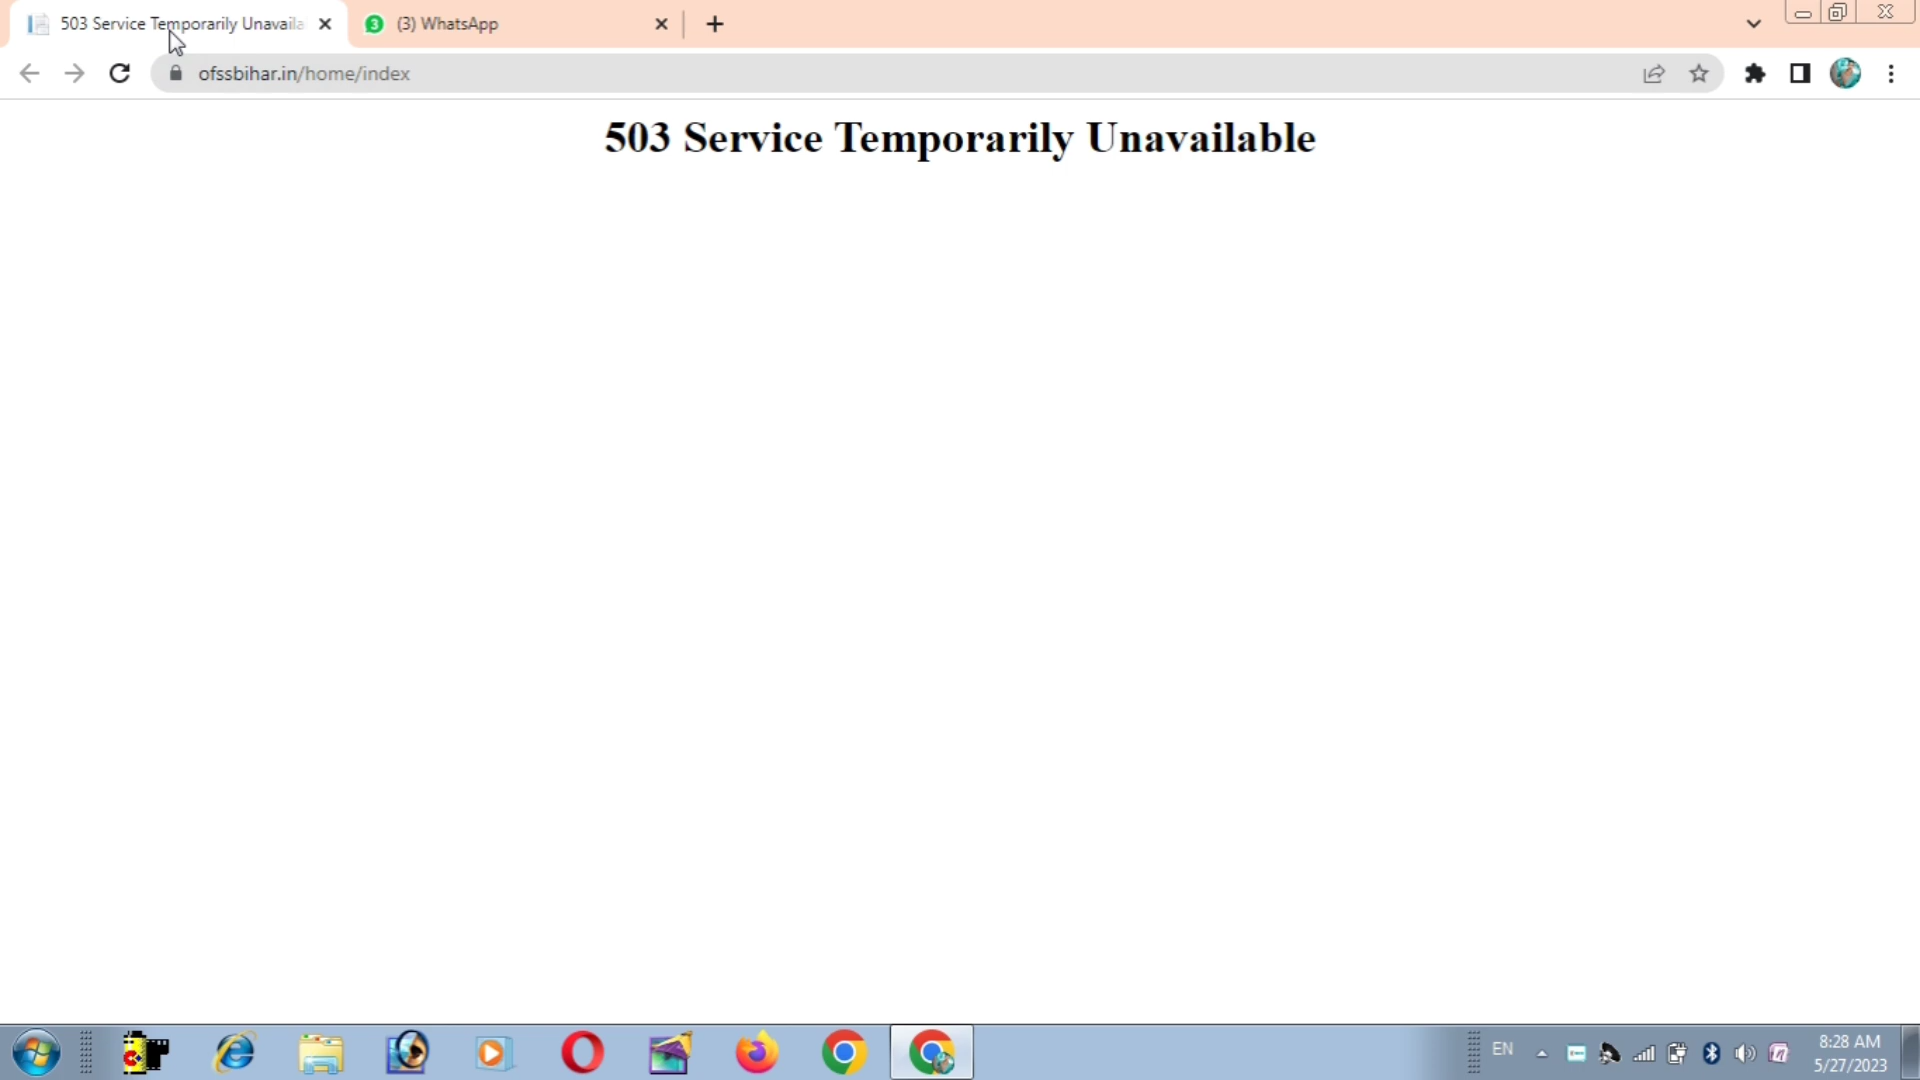 503 Service Temporarily Unavaila
3 (3) WhatsApp
ofssbihar.in/home/index
503 Service Temporarily Unavailable
EN
8:28 AM
5/27/2023